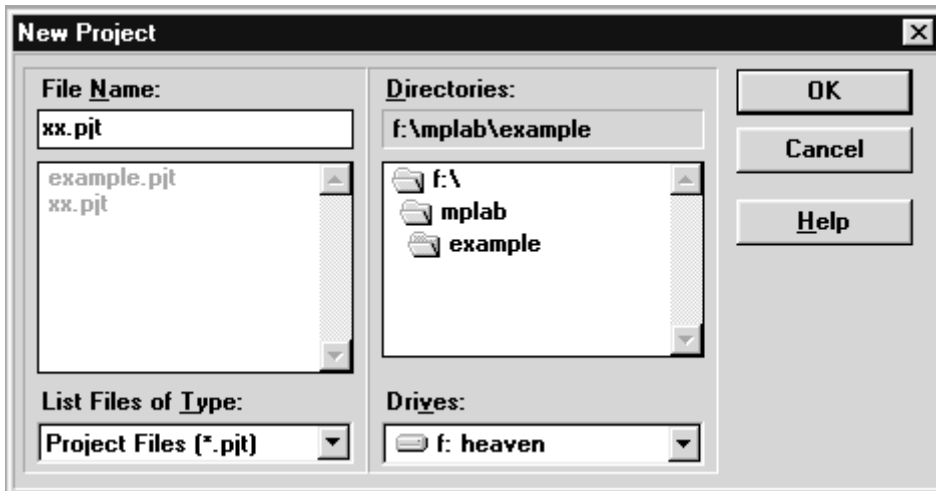 New Project
File Name:
xx.pjt
example.pjt
xx.pjt
List Files of Type:
Project Files (*.pjt)
Directories:
f:\mplab\example
f:\
mplab
example
Drives:
f: heaven
OK
Cancel
Help